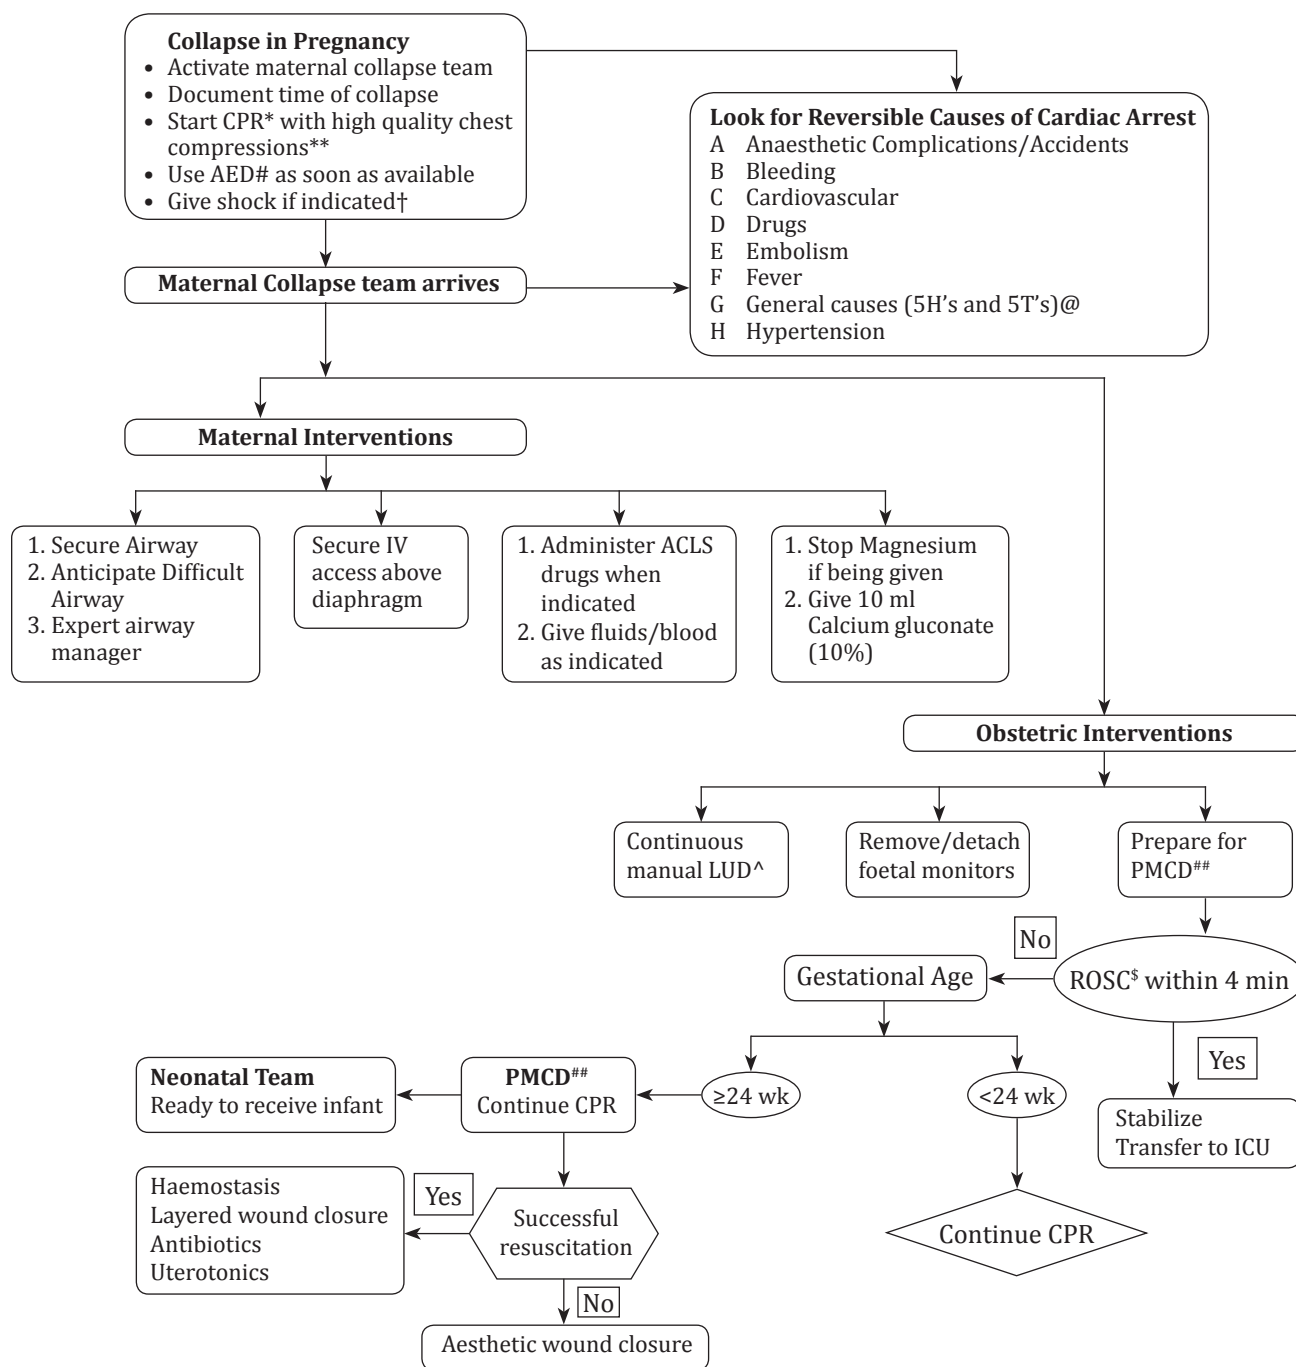 Collapse in Pregnancy
• Activate maternal collapse team
• Document time of collapse
• Start CPR* with high quality chest
compressions**
• Use AED# as soon as available
• Give shock if indicated†
Look for Reversible Causes of Cardiac Arrest
A Anaesthetic Complications/Accidents
B Bleeding
C Cardiovascular
D Drugs
E Embolism
F Fever
G General causes (5H’s and 5T’s)@
H Hypertension
Maternal Collapse team arrives
Maternal Interventions
1. Secure Airway
2. Anticipate Difficult
Airway
3. Expert airway
manager
Secure IV
access above
diaphragm
1. Administer ACLS
drugs when
indicated
2. Give fluids/blood
as indicated
1. Stop Magnesium
if being given
2. Give 10 ml
Calcium gluconate
(10%)
Obstetric Interventions
Continuous
manual LUD^
Remove/detach
foetal monitors
Prepare for
PMCD##
ROSC$ within 4 min
No
Gestational Age
Yes
Stabilize
Transfer to ICU
≥24 wk
<24 wk
PMCD##
Continue CPR
Neonatal Team
Ready to receive infant
Continue CPR
Successful
resuscitation
Yes
Haemostasis
Layered wound closure
Antibiotics
Uterotonics
No
Aesthetic wound closure